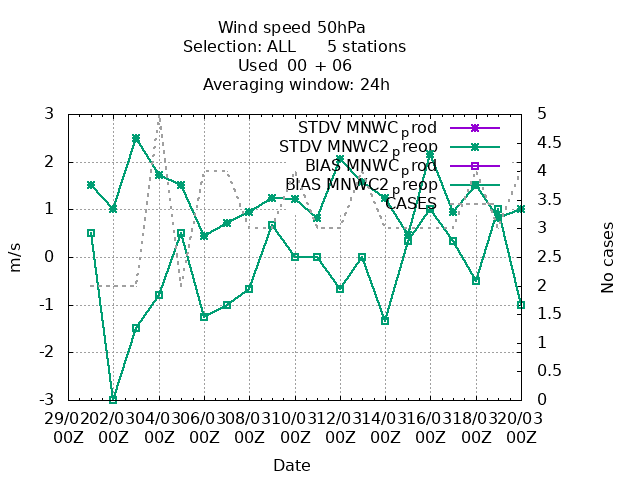 Wind speed 50hPa
Selection: ALL 5 stations
Used 00 + 06
Averaging window: 24h
STDV MNWC_prod
STDV MNWC2_preop
BIAS MNWC_prod
BIAS MNWC2_preop
CASES
3
2
1
0
-1
-2
-3
m/s
5
4.5
4
3.5
3
2.5
2
1.5
1
0.5
0
No cases
29/02 02/03 04/03 06/03 08/03 10/03 12/03 14/03 16/03 18/03 20/03
00Z 00Z 00Z 00Z 00Z 00Z 00Z 00Z 00Z 00Z 00Z
Date